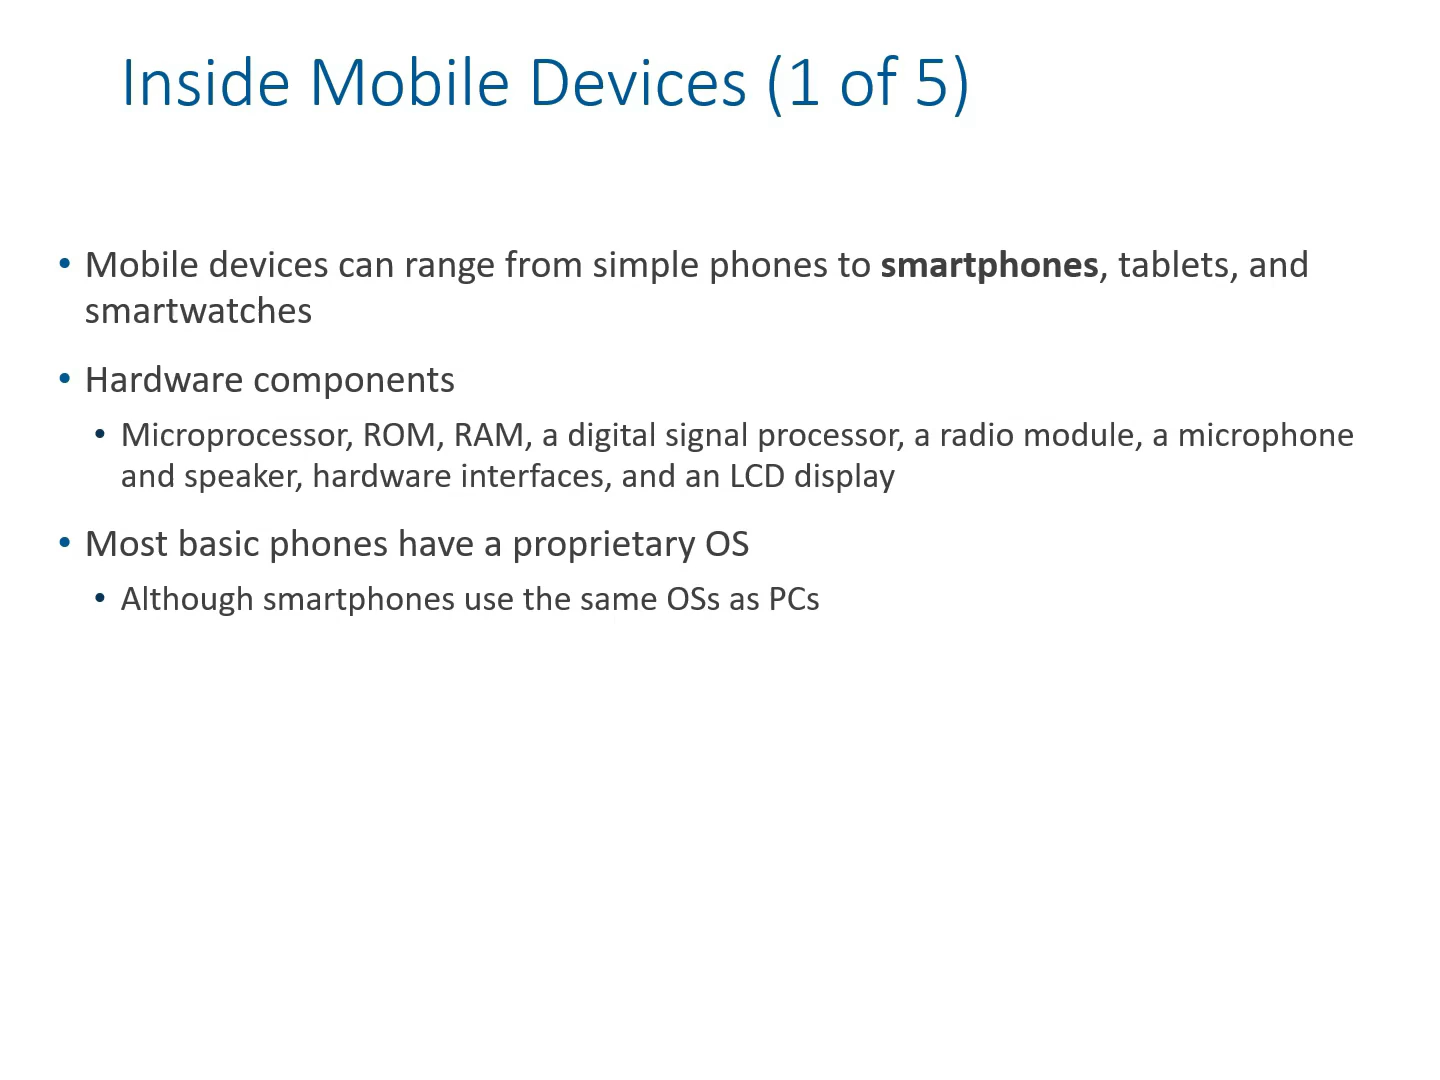 Inside Mobile Devices (1 of 5)
• Mobile devices can range from simple phones to smartphones, tablets, and
smartwatches
• Hardware components
• Microprocessor, ROM, RAM, a digital signal processor, a radio module, a microphone
and speaker, hardware interfaces, and an LCD display
• Most basic phones have a proprietary OS
• Although smartphones use the same OSs as PCs